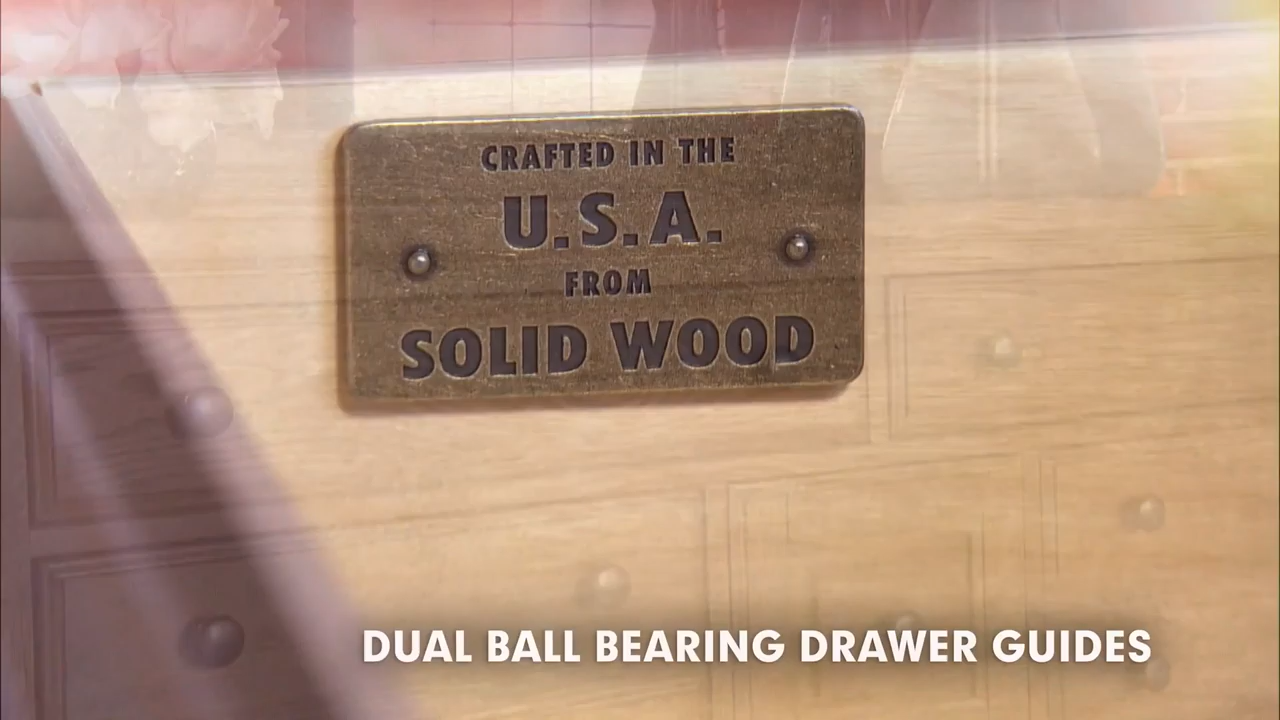 CRAFTED IN THE
U.S.A.
FROM
SOLID WOOD
DUAL BALL BEARING DRAWER GUIDES